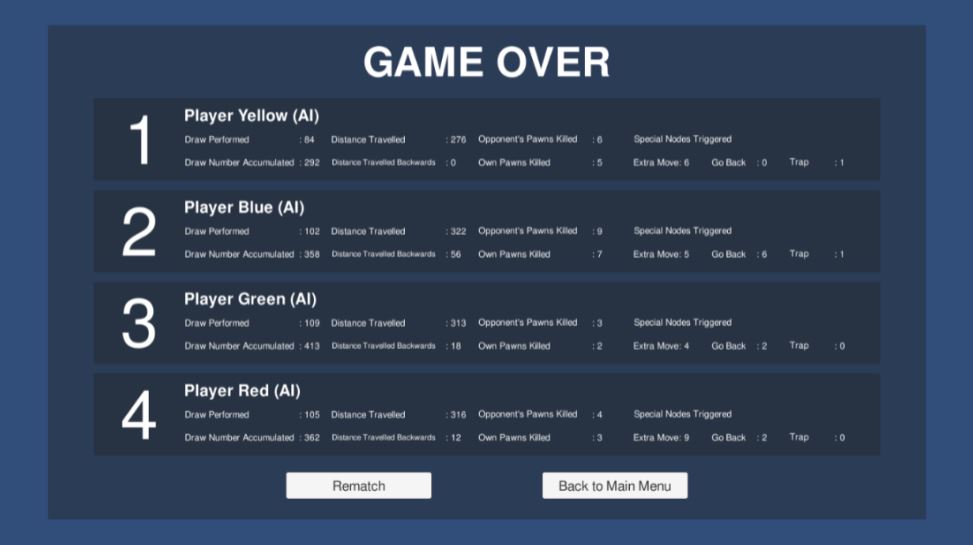 GAME OVER
1
Player Yellow (AI)
Draw Performed : 84 Distance Travelled : 276 Opponent's Pawns Killed : 6 Special Nodes Triggered
Draw Number Accumulated : 292 Distance Travelled Backwards : 0 Own Pawns Killed : 5 Extra Move: 6 Go Back : 0 Trap : 1
2
Player Blue (AI)
Draw Performed : 102 Distance Travelled : 322 Opponent's Pawns Killed : 9 Special Nodes Triggered
Draw Number Accumulated : 358 Distance Travelled Backwards : 56 Own Pawns Killed : 7 Extra Move: 5 Go Back : 6 Trap : 1
3
Player Green (AI)
Draw Performed : 109 Distance Travelled : 313 Opponent's Pawns Killed : 3 Special Nodes Triggered
Draw Number Accumulated : 413 Distance Travelled Backwards : 18 Own Pawns Killed : 2 Extra Move: 4 Go Back : 2 Trap : 0
4
Player Red (AI)
Draw Performed : 105 Distance Travelled : 316 Opponent's Pawns Killed : 4 Special Nodes Triggered
Draw Number Accumulated : 362 Distance Travelled Backwards : 12 Own Pawns Killed : 3 Extra Move: 9 Go Back : 2 Trap : 0
Rematch Back to Main Menu